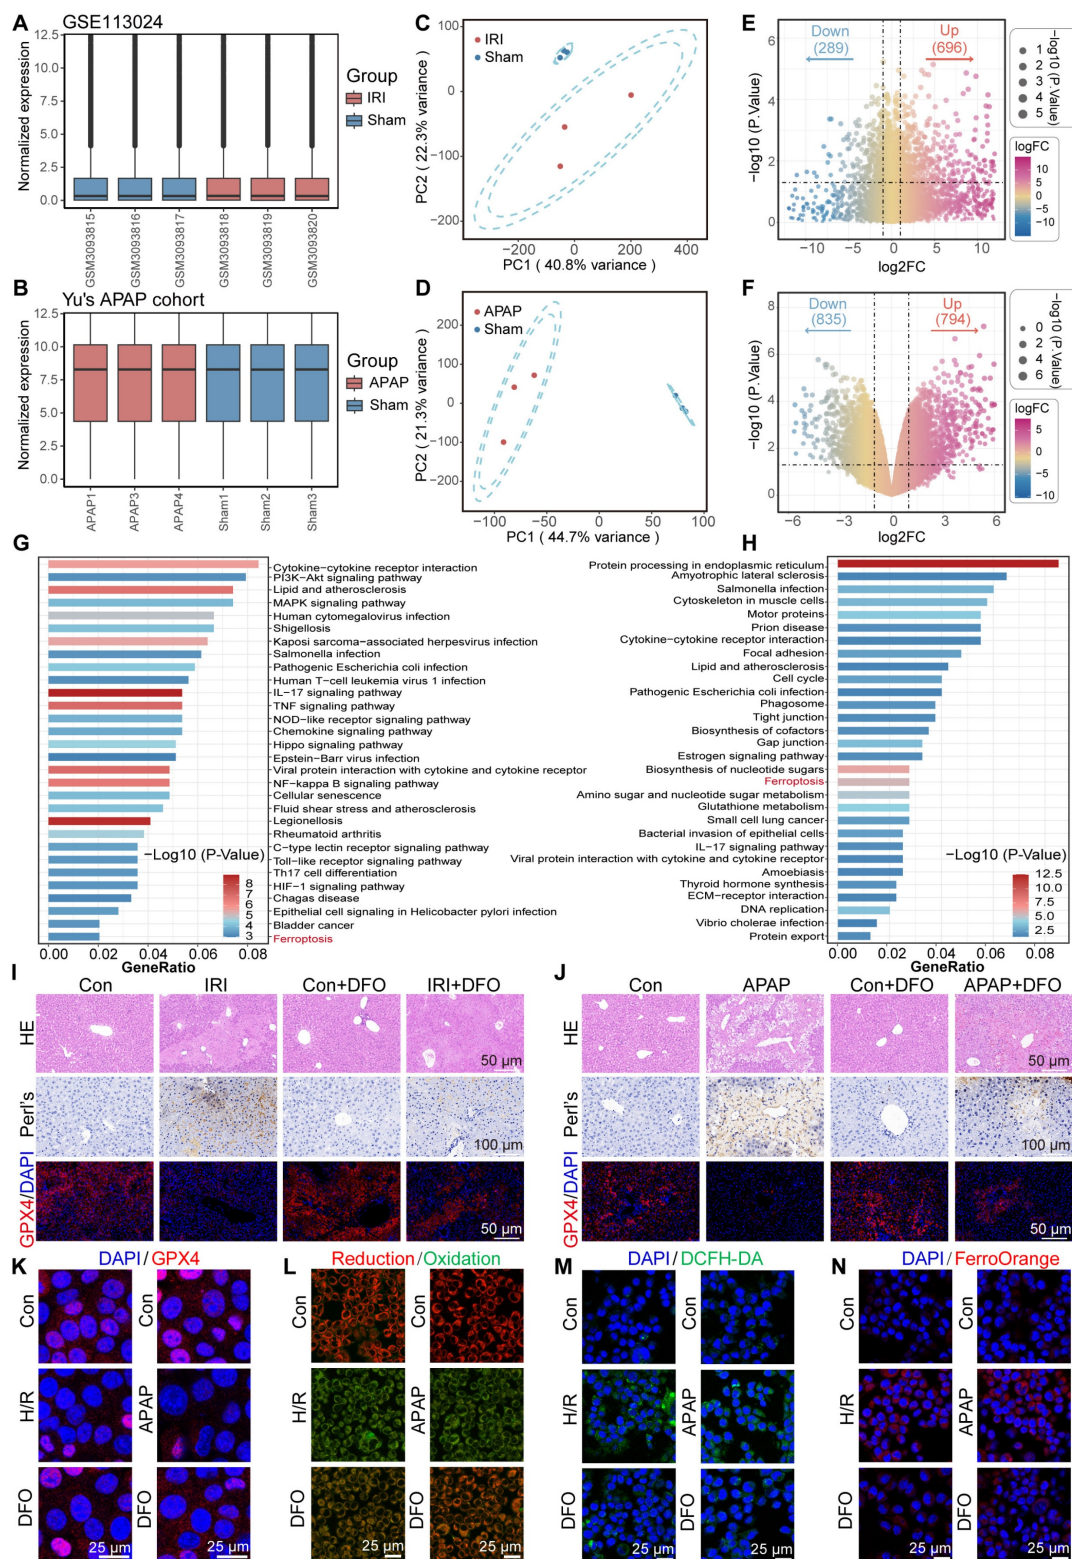 A
GSE113024
Normalized expression
12.5
10.0
7.5
5.0
2.5
0.0
GSM3093815
GSM3093816
GSM3093817
GSM3093818
GSM3093819
GSM3093820
Group
IRI
Sham
B
Yu's APAP cohort
Normalized expression
12.5
10.0
7.5
5.0
2.5
0.0
APAP1
APAP3
APAP4
Sham1
Sham2
Sham3
Group
APAP
Sham
C
IRI
Sham
PC2 ( 22.3% variance)
100
0
−100
−200
−200
0
200
400
PC1 ( 40.8% variance )
D
APAP
Sham
PC2 ( 21.3% variance)
200
100
0
−100
−200
−100
−50
0
50
100
PC1 ( 44.7% variance )
E
Down
(289)
Up
(696)
−log10 (P.Value)
6
4
2
0
−10
−5
0
5
10
log2FC
−log10 (P.Value)
1
2
3
4
5
logFC
10
5
0
−5
−10
F
Down
(835)
Up
(794)
−log10 (P.Value)
8
6
4
2
0
−6
−3
0
3
6
log2FC
−log10 (P.Value)
0
2
4
6
logFC
5
0
−5
−10
G
Cytokine−cytokine receptor interaction
PI3K−Akt signaling pathway
Lipid and atherosclerosis
MAPK signaling pathway
Human cytomegalovirus infection
Shigellosis
Kaposi sarcoma−associated herpesvirus infection
Salmonella infection
Pathogenic Escherichia coli infection
Human T−cell leukemia virus 1 infection
IL−17 signaling pathway
TNF signaling pathway
NOD−like receptor signaling pathway
Chemokine signaling pathway
Hippo signaling pathway
Epstein−Barr virus infection
Viral protein interaction with cytokine and cytokine receptor
NF−kappa B signaling pathway
Cellular senescence
Fluid shear stress and atherosclerosis
Legionellosis
Rheumatoid arthritis
C−type lectin receptor signaling pathway
Toll−like receptor signaling pathway
Th17 cell differentiation
HIF−1 signaling pathway
Chagas disease
Epithelial cell signaling in Helicobacter pylori infection
Bladder cancer
Ferroptosis
−Log10 (P-Value)
8
7
6
5
4
3
0.00
0.02
0.04
0.06
0.08
GeneRatio
H
Protein processing in endoplasmic reticulum
Amyotrophic lateral sclerosis
Salmonella infection
Cytoskeleton in muscle cells
Motor proteins
Prion disease
Cytokine−cytokine receptor interaction
Focal adhesion
Lipid and atherosclerosis
Cell cycle
Pathogenic Escherichia coli infection
Phagosome
Tight junction
Biosynthesis of cofactors
Gap junction
Estrogen signaling pathway
Biosynthesis of nucleotide sugars
Ferroptosis
Amino sugar and nucleotide sugar metabolism
Glutathione metabolism
Small cell lung cancer
Bacterial invasion of epithelial cells
IL−17 signaling pathway
Viral protein interaction with cytokine and cytokine receptor
Amoebiasis
Thyroid hormone synthesis
ECM−receptor interaction
DNA replication
Vibrio cholerae infection
Protein export
−Log10 (P-Value)
12.5
10.0
7.5
5.0
2.5
0.00
0.02
0.04
0.06
0.08
GeneRatio
I
Con
IRI
Con+DFO
IRI+DFO
HE
50 µm
Perl's
100 µm
GPX4/DAPI
50 µm
J
Con
APAP
Con+DFO
APAP+DFO
HE
50 µm
Perl's
100 µm
GPX4/DAPI
50 µm
K
DAPI/GPX4
Con
Con
H/R
APAP
DFO
DFO
25 µm
25 µm
L
Reduction/Oxidation
Con
H/R
APAP
DFO
25 µm
25 µm
M
DAPI/DCFH-DA
Con
Con
H/R
APAP
DFO
DFO
25 µm
25 µm
N
DAPI/FerroOrange
Con
Con
H/R
APAP
DFO
DFO
25 µm
25 µm